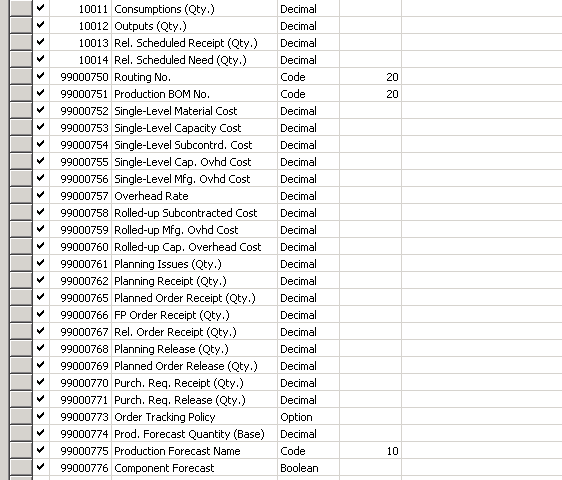 10011 Consumptions (Qty.) Decimal
10012 Outputs (Qty.) Decimal
10013 Rel. Scheduled Receipt (Qty.) Decimal
10014 Rel. Scheduled Need (Qty.) Decimal
99000750 Routing No. Code 20
99000751 Production BOM No. Code 20
99000752 Single-Level Material Cost Decimal
99000753 Single-Level Capacity Cost Decimal
99000754 Single-Level Subcontrd. Cost Decimal
99000755 Single-Level Cap. Ovhd Cost Decimal
99000756 Single-Level Mfg. Ovhd Cost Decimal
99000757 Overhead Rate Decimal
99000758 Rolled-up Subcontracted Cost Decimal
99000759 Rolled-up Mfg. Ovhd Cost Decimal
99000760 Rolled-up Cap. Overhead Cost Decimal
99000761 Planning Issues (Qty.) Decimal
99000762 Planning Receipt (Qty.) Decimal
99000765 Planned Order Receipt (Qty.) Decimal
99000766 FP Order Receipt (Qty.) Decimal
99000767 Rel. Order Receipt (Qty.) Decimal
99000768 Planning Release (Qty.) Decimal
99000769 Planned Order Release (Qty.) Decimal
99000770 Purch. Req. Receipt (Qty.) Decimal
99000771 Purch. Req. Release (Qty.) Decimal
99000773 Order Tracking Policy Option
99000774 Prod. Forecast Quantity (Base) Decimal
99000775 Production Forecast Name Code 10
99000776 Component Forecast Boolean